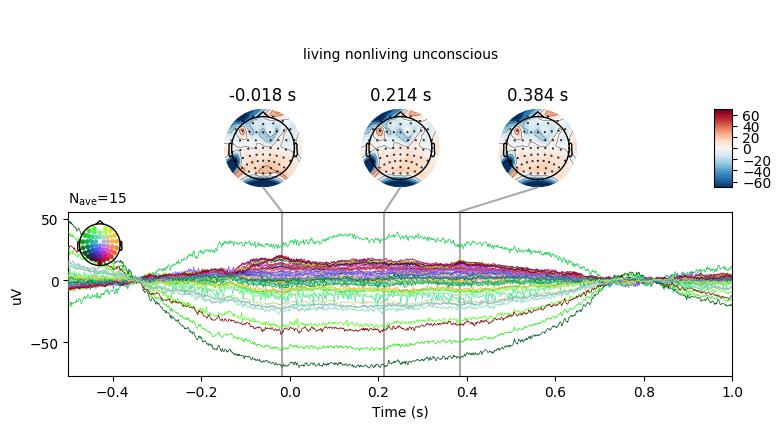 living nonliving unconscious
-0.018 s 0.214 s 0.384 s
60
40
20
0
−20
−40
−60
Nave=15
50
0
−50
uV
−0.4 −0.2 0.0 0.2 0.4 0.6 0.8 1.0
Time (s)